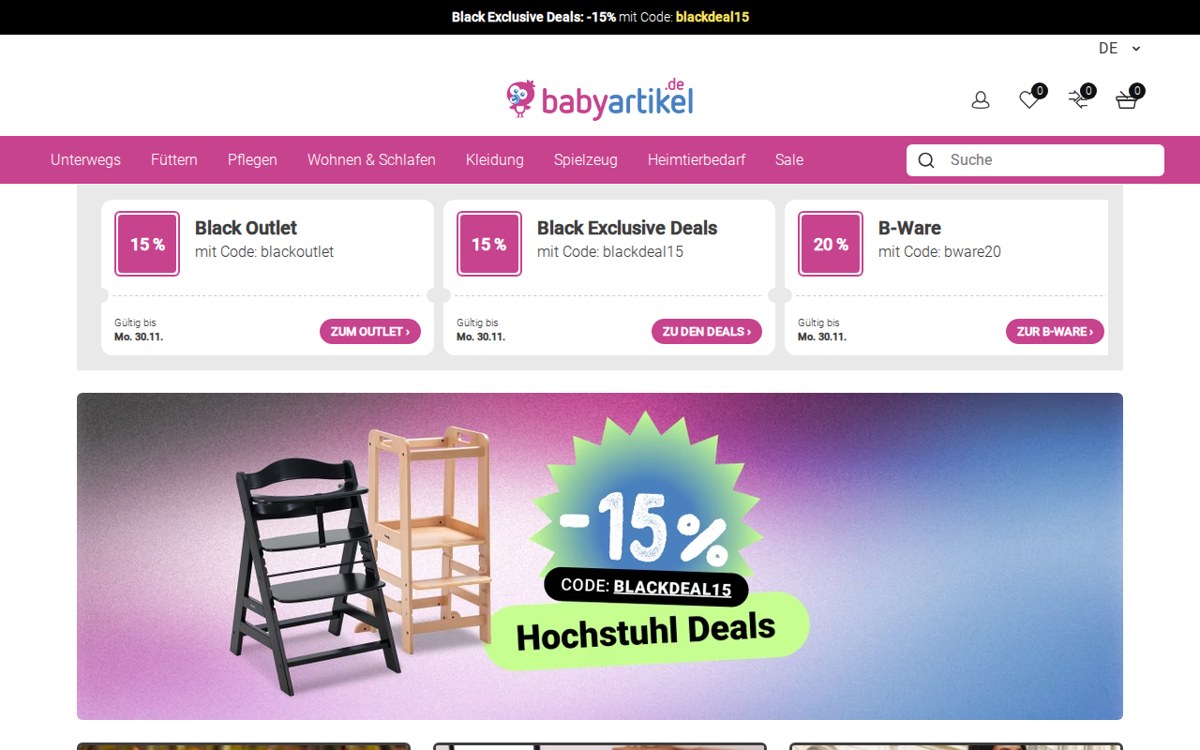 Black Exclusive Deals: -15% mit Code: blackdeal15
DE
babyartikel.de
0
0
0
Unterwegs
Füttern
Pflegen
Wohnen & Schlafen
Kleidung
Spielzeug
Heimtierbedarf
Sale
Suche
15 %
Black Outlet
mit Code: blackoutlet
Gültig bis
Mo. 30.11.
ZUM OUTLET ›
15 %
Black Exclusive Deals
mit Code: blackdeal15
Gültig bis
Mo. 30.11.
ZU DEN DEALS ›
20 %
B-Ware
mit Code: bware20
Gültig bis
Mo. 30.11.
ZUR B-WARE ›
-15%
CODE: BLACKDEAL15
Hochstuhl Deals